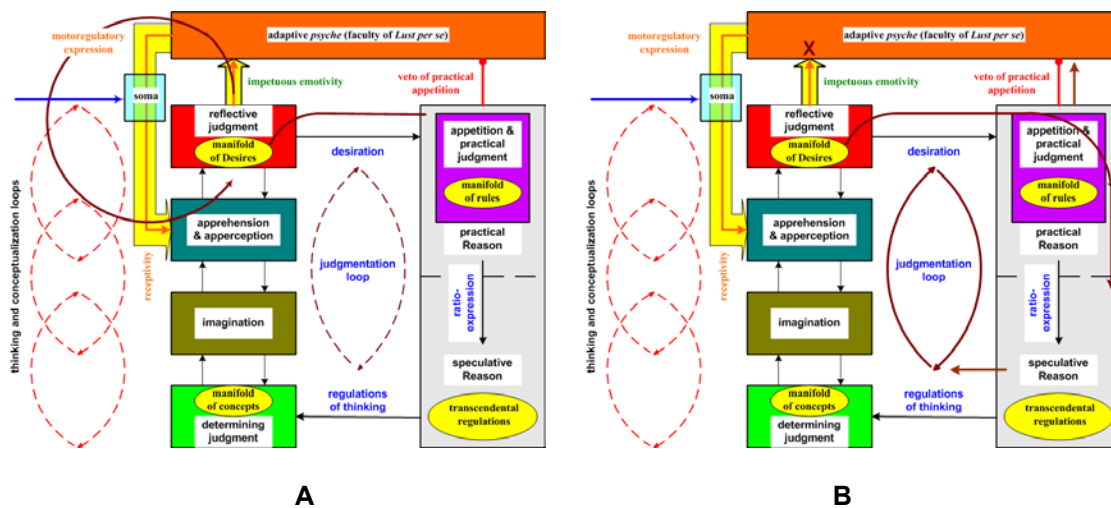 motoregulatory
expression
adaptive psyche (faculty of Lust per se)
impetuous emotivity
veto of practical
appetition
soma
reflective
judgment
manifold
of Desires
appetition &
practical
judgment
desiration
manifold
of rules
apprehension
& apperception
practical
Reason
receptivity
judgmentation
loop
ratio-
expression
imagination
thinking and conceptualization loops
speculative
Reason
manifold
of concepts
regulations
of thinking
transcendental
regulations
determining
judgment
A
motoregulatory
expression
adaptive psyche (faculty of Lust per se)
X
impetuous emotivity
veto of practical
appetition
soma
reflective
judgment
manifold
of Desires
appetition &
practical
judgment
desiration
manifold
of rules
apprehension
& apperception
practical
Reason
receptivity
judgmentation
loop
ratio-
expression
imagination
thinking and conceptualization loops
speculative
Reason
manifold
of concepts
regulations
of thinking
transcendental
regulations
determining
judgment
B